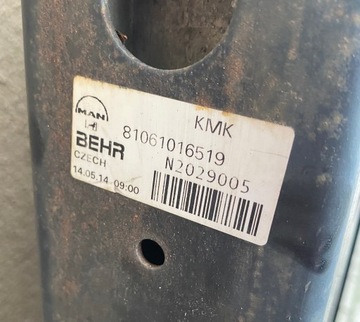 MAN
KMK
81061016519
BEHR
CZECH
N2029005
14.05.14 09:00